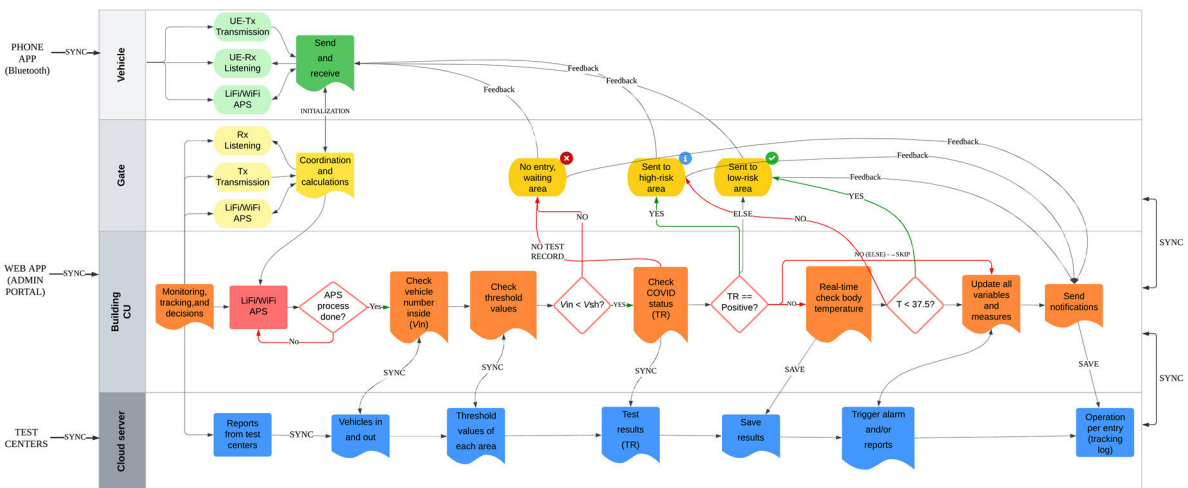 PHONE
APP
(Bluetooth)
SYNC
Vehicle
UE-Tx
Transmission
UE-Rx
Listening
LiFi/WiFi
APS
Send
and
receive
INITIALIZATION
Feedback
Feedback
Feedback
Gate
Rx
Listening
Tx
Transmission
LiFi/WiFi
APS
Coordination
and
calculations
No entry,
waiting
area
Sent to
high-risk
area
Sent to
low-risk
area
Feedback
Feedback
Feedback
NO
YES
ELSE
NO
YES
SYNC
WEB APP
(ADMIN
PORTAL)
SYNC
Building
CU
Monitoring,
tracking,and
decisions
LiFi/WiFi
APS
APS
process
done?
Yes
No
Check
vehicle
number
inside
(Vin)
Check
threshold
values
Vin < Vsh?
YES
NO TEST
RECORD
Check
COVID
status
(TR)
TR ==
Positive?
NO
NO (ELSE)---→SKIP
Real-time
check body
temperature
T < 37.5?
Update all
variables
and
measures
Send
notifications
SYNC
SYNC
SYNC
SAVE
SAVE
SYNC
TEST
CENTERS
SYNC
Cloud server
Reports
from test
centers
SYNC
Vehicles in
and out
Threshold
values of
each area
Test
results
(TR)
Save
results
Trigger alarm
and/or
reports
Operation
per entry
(tracking
log)